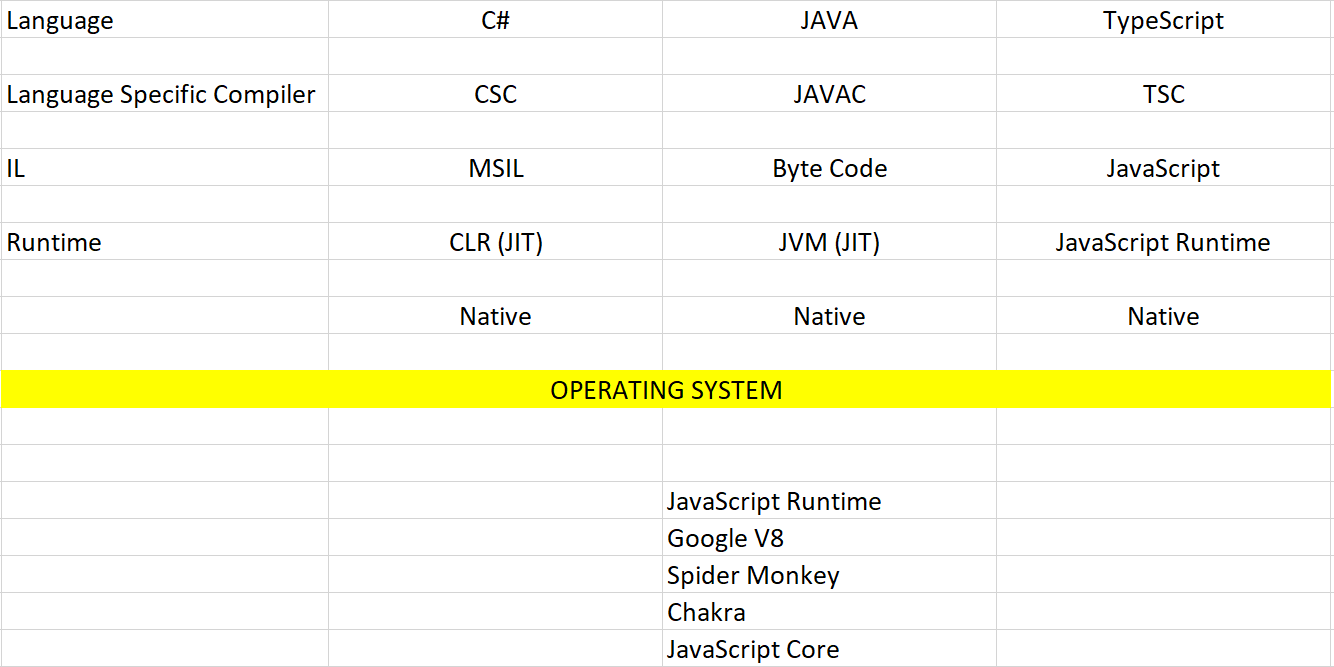 Language C# JAVA TypeScript
Language Specific Compiler CSC JAVAC TSC
IL MSIL Byte Code JavaScript
Runtime CLR (JIT) JVM (JIT) JavaScript Runtime
Native Native Native
OPERATING SYSTEM
JavaScript Runtime
Google V8
Spider Monkey
Chakra
JavaScript Core